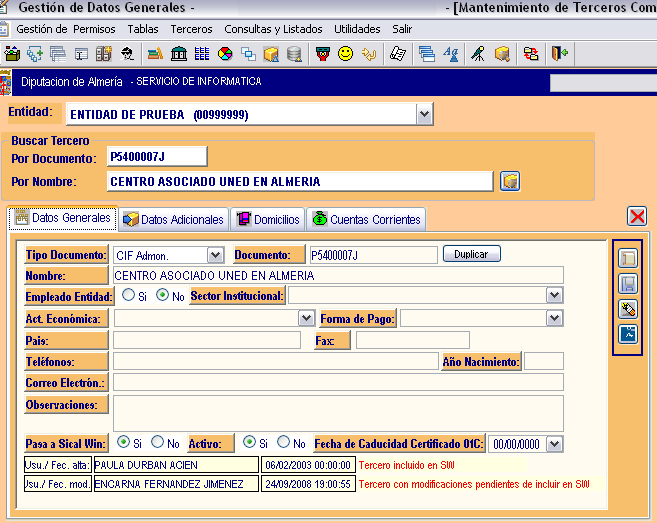 Gestión de Datos Generales - - [Mantenimiento de Terceros Com
Gestión de Permisos Tablas Terceros Consultas y Listados Utilidades Salir
Diputacion de Almería - SERVICIO DE INFORMATICA
Entidad: ENTIDAD DE PRUEBA (00999999)
Buscar Tercero
Por Documento: P5400007J
Por Nombre: CENTRO ASOCIADO UNED EN ALMERIA
Datos Generales Datos Adicionales Domicilios Cuentas Corrientes
Tipo Documento: CIF Admon. Documento: P5400007J Duplicar
Nombre: CENTRO ASOCIADO UNED EN ALMERIA
Empleado Entidad: Si No Sector Institucional:
Act. Económica: Forma de Pago:
Pais: Fax:
Teléfonos: Año Nacimiento:
Correo Electrón.:
Observaciones:
Pasa a Sical Win: Si No Activo: Si No Fecha de Caducidad Certificado 01C: 00/00/0000
Usu./ Fec. alta: PAULA DURBAN ACIEN 06/02/2003 00:00:00 Tercero incluido en SW
Usu./ Fec. mod. ENCARNA FERNANDEZ JIMENEZ 24/09/2008 19:00:55 Tercero con modificaciones pendientes de incluir en SW